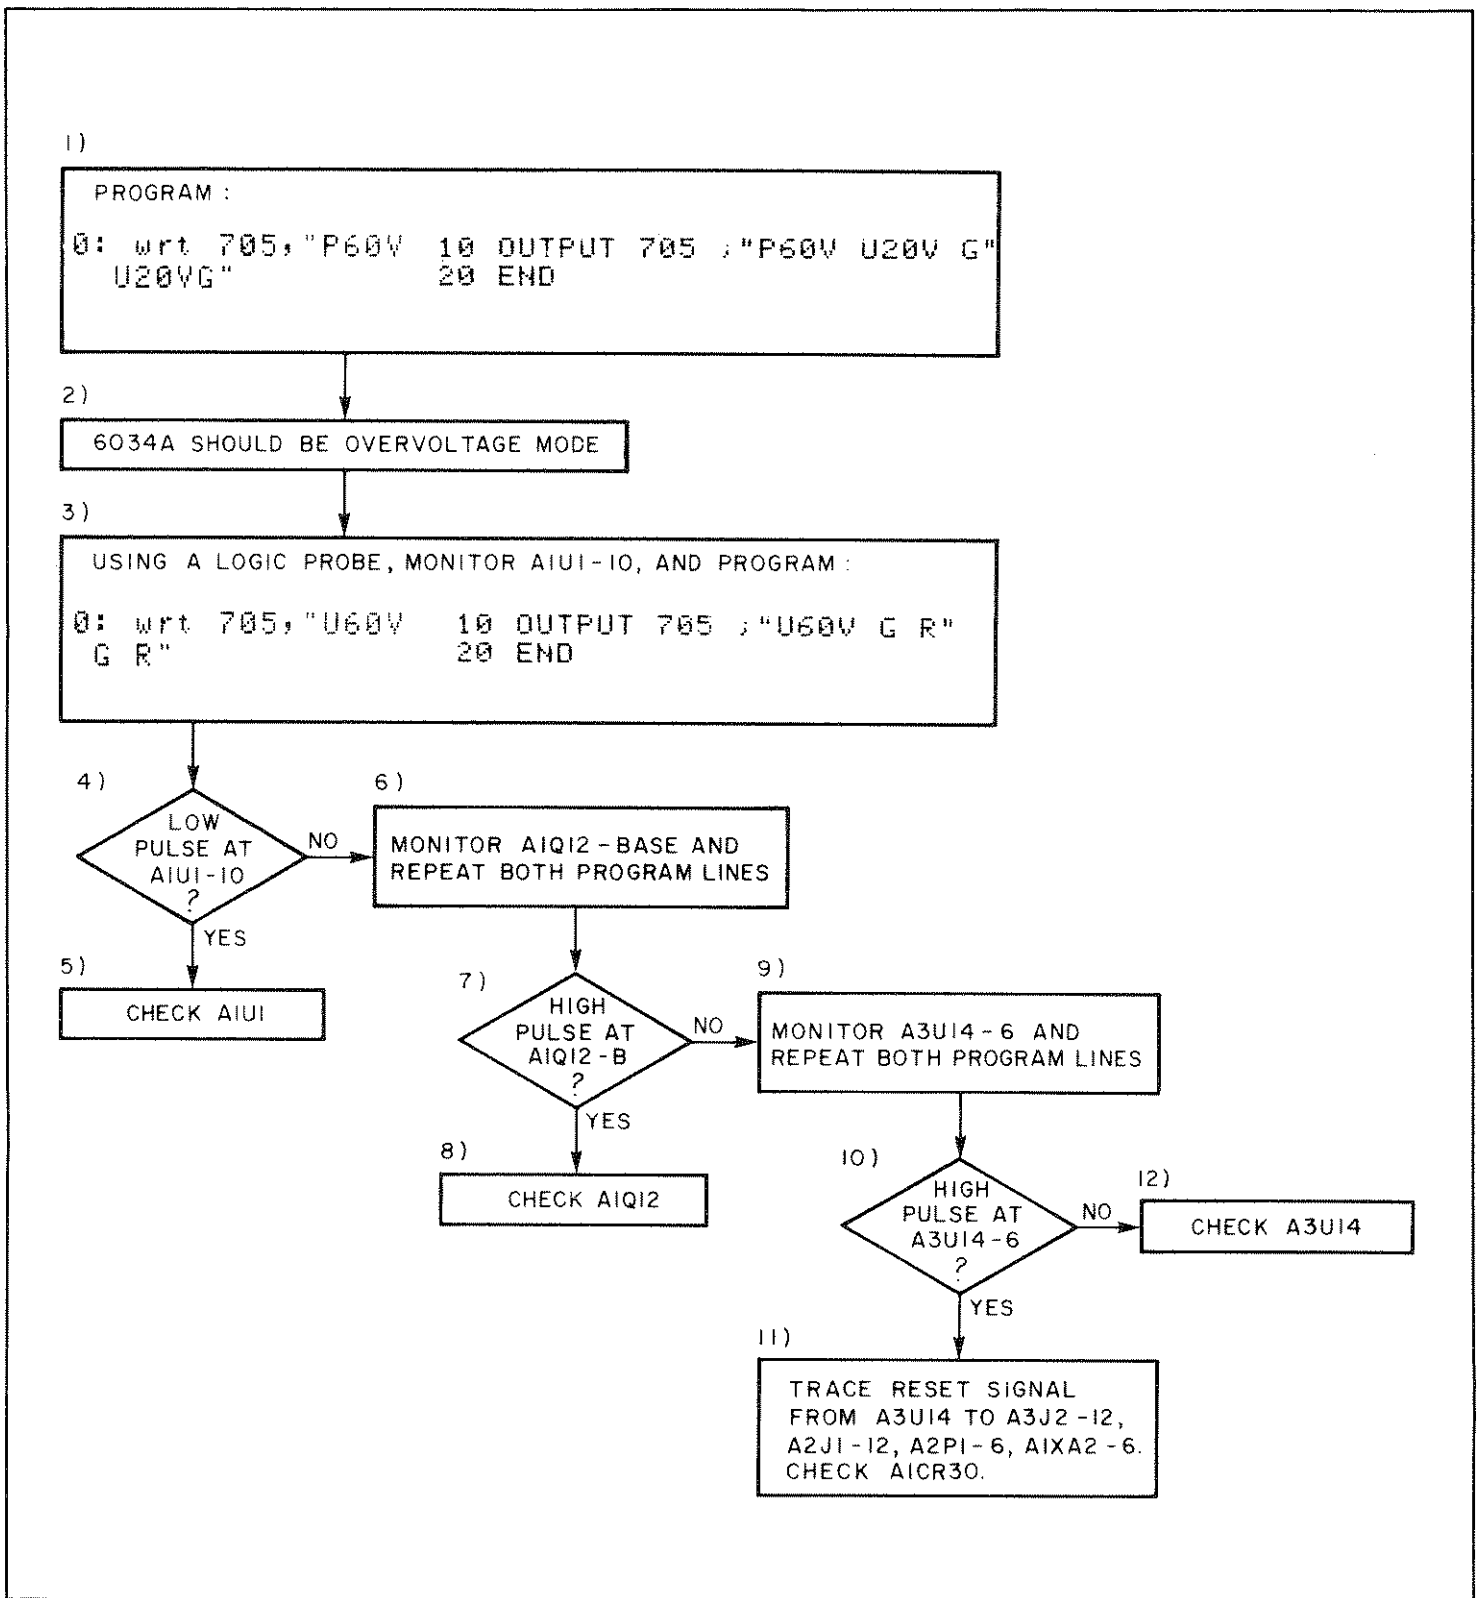 1)
PROGRAM :
0: wrt 705,"P60V 10 OUTPUT 705 ;"P60V U20V G"
U20VG" 20 END
2)
6034A SHOULD BE OVERVOLTAGE MODE
3)
USING A LOGIC PROBE, MONITOR A1U1-10, AND PROGRAM :
0: wrt 705,"U60V 10 OUTPUT 705 ;"U60V G R"
G R" 20 END
4)
LOW
PULSE AT
A1U1-10
?
NO
YES
5)
CHECK A1U1
6)
MONITOR A1Q12-BASE AND
REPEAT BOTH PROGRAM LINES
7)
HIGH
PULSE AT
A1Q12-B
?
NO
YES
8)
CHECK A1Q12
9)
MONITOR A3U14-6 AND
REPEAT BOTH PROGRAM LINES
10)
HIGH
PULSE AT
A3U14-6
?
NO
YES
12)
CHECK A3U14
11)
TRACE RESET SIGNAL
FROM A3U14 TO A3J2-12,
A2J1-12, A2P1-6, A1XA2-6.
CHECK A1CR30.